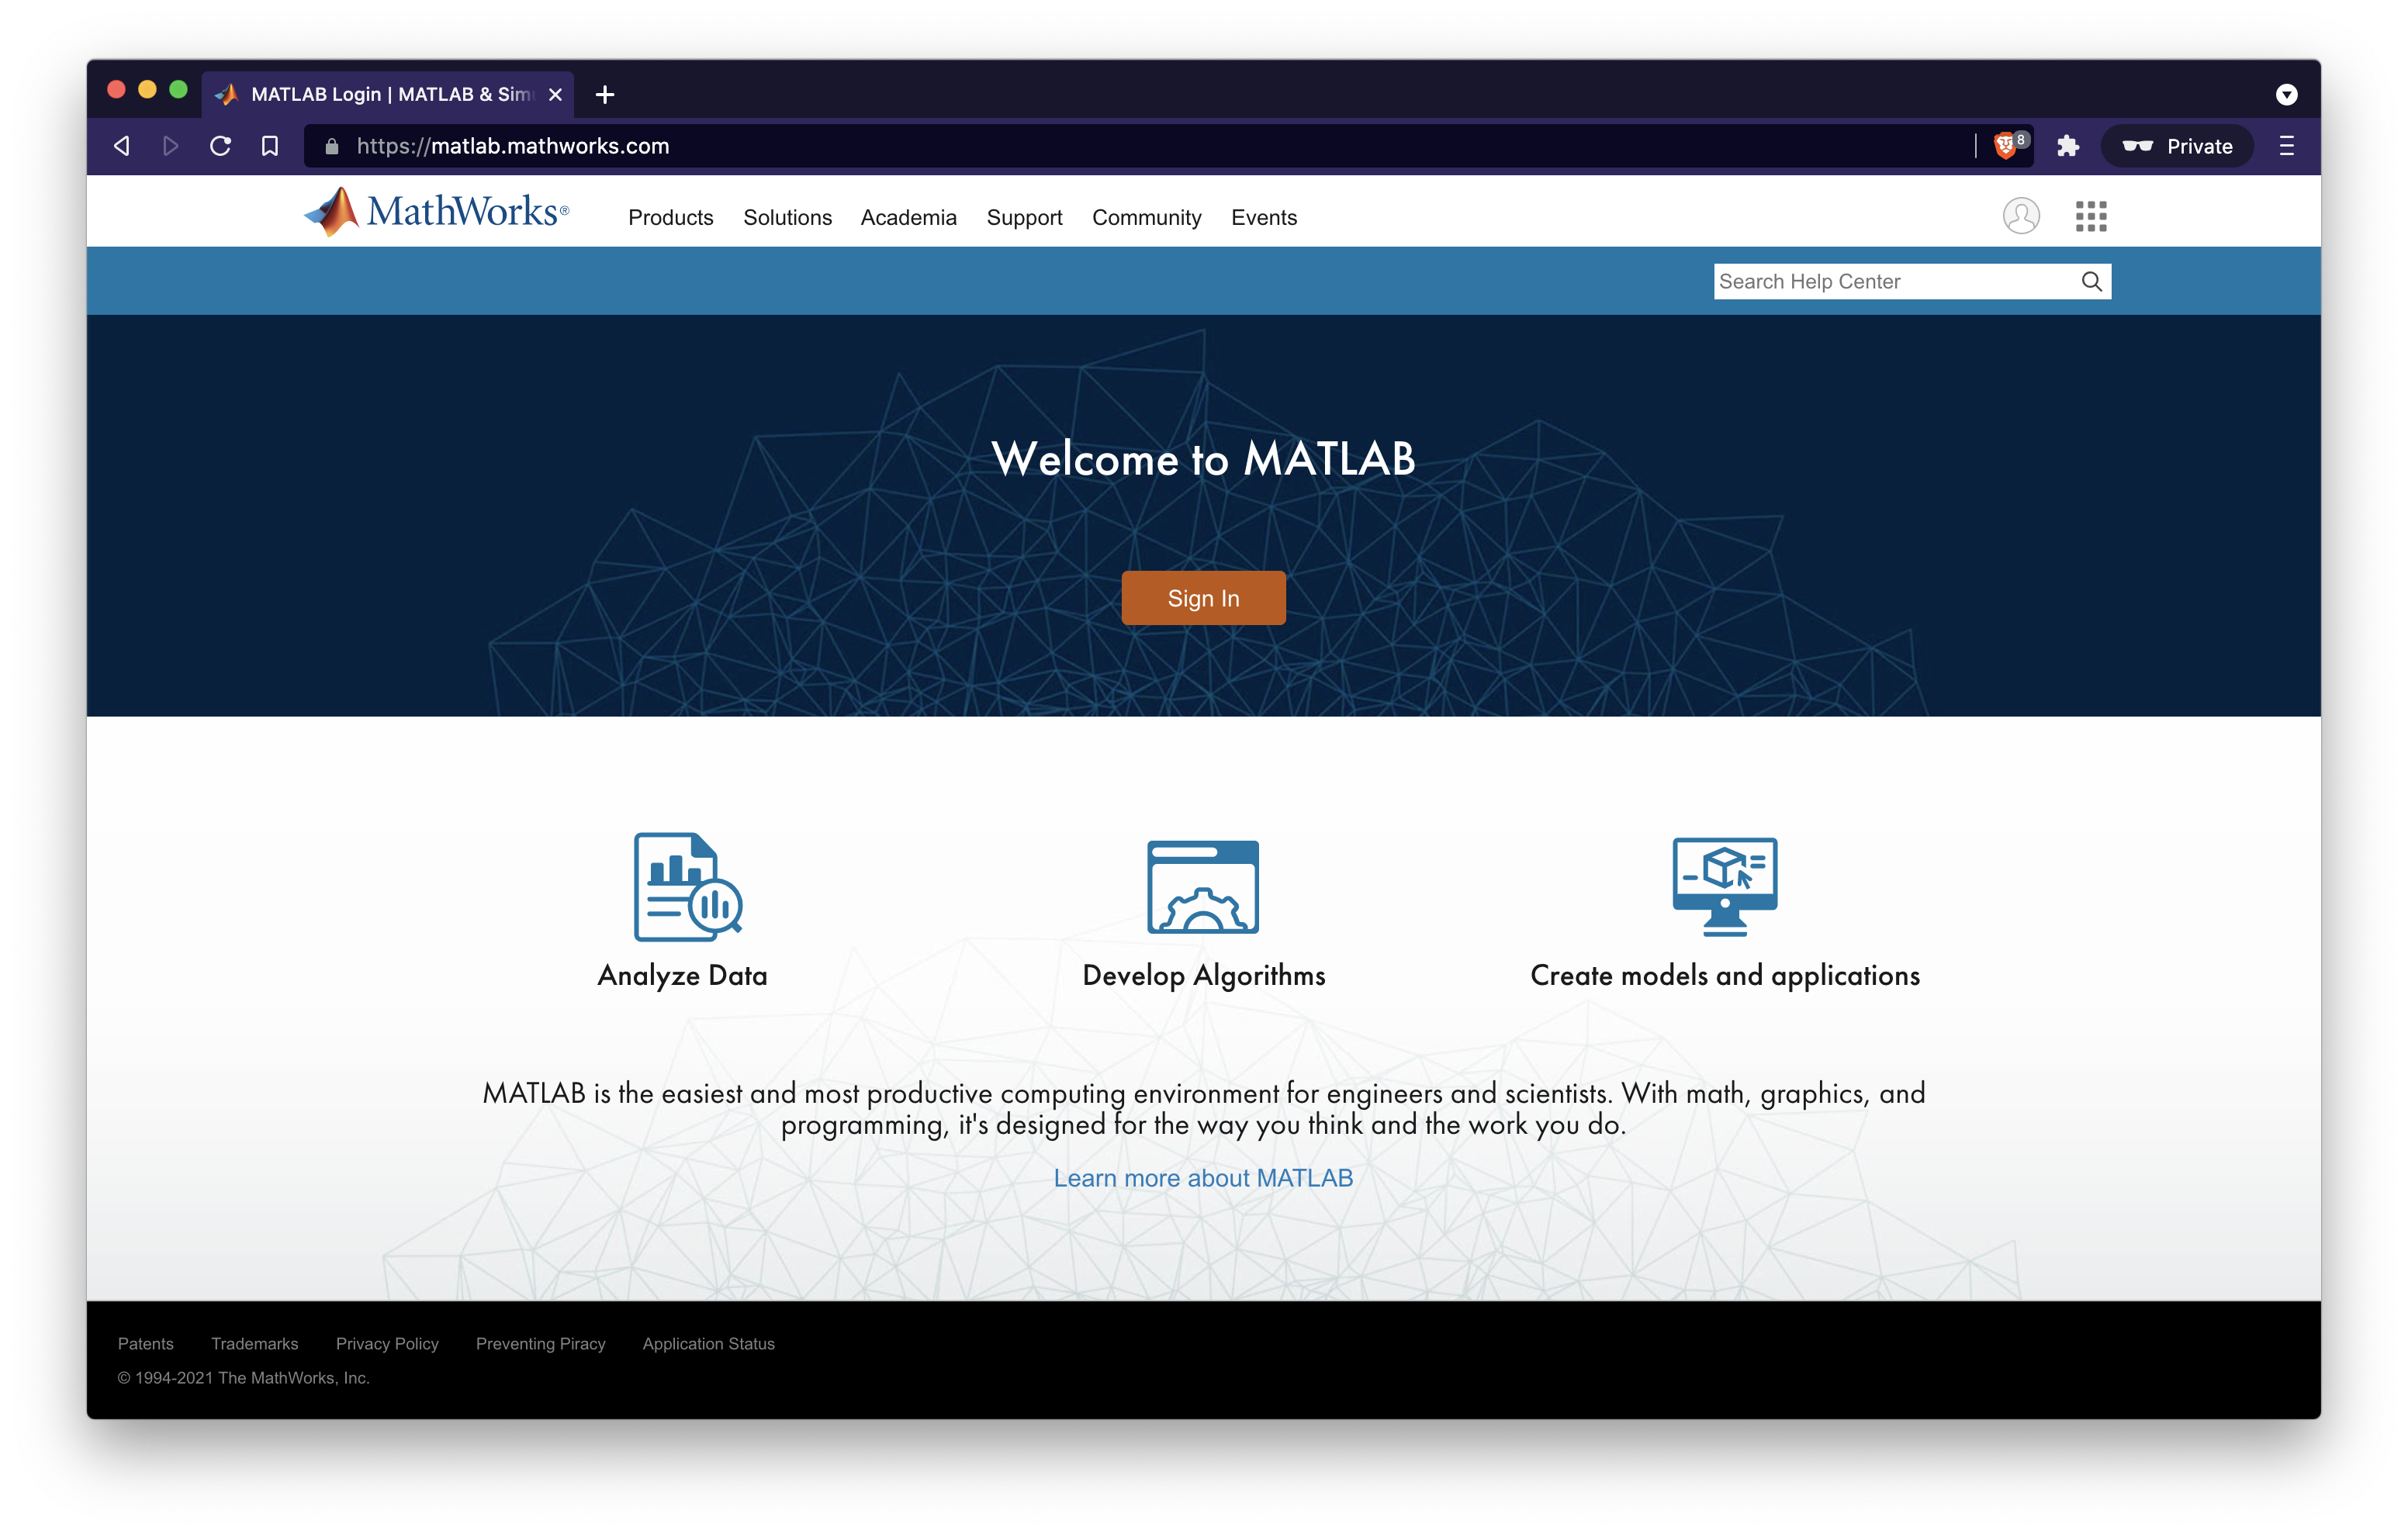 MATLAB Login | MATLAB & Sim
https://matlab.mathworks.com
8
Private
MathWorks®
Products Solutions Academia Support Community Events
Search Help Center
Welcome to MATLAB
Sign In
Analyze Data
Develop Algorithms
Create models and applications
MATLAB is the easiest and most productive computing environment for engineers and scientists. With math, graphics, and
programming, it's designed for the way you think and the work you do.
Learn more about MATLAB
Patents Trademarks Privacy Policy Preventing Piracy Application Status
© 1994-2021 The MathWorks, Inc.